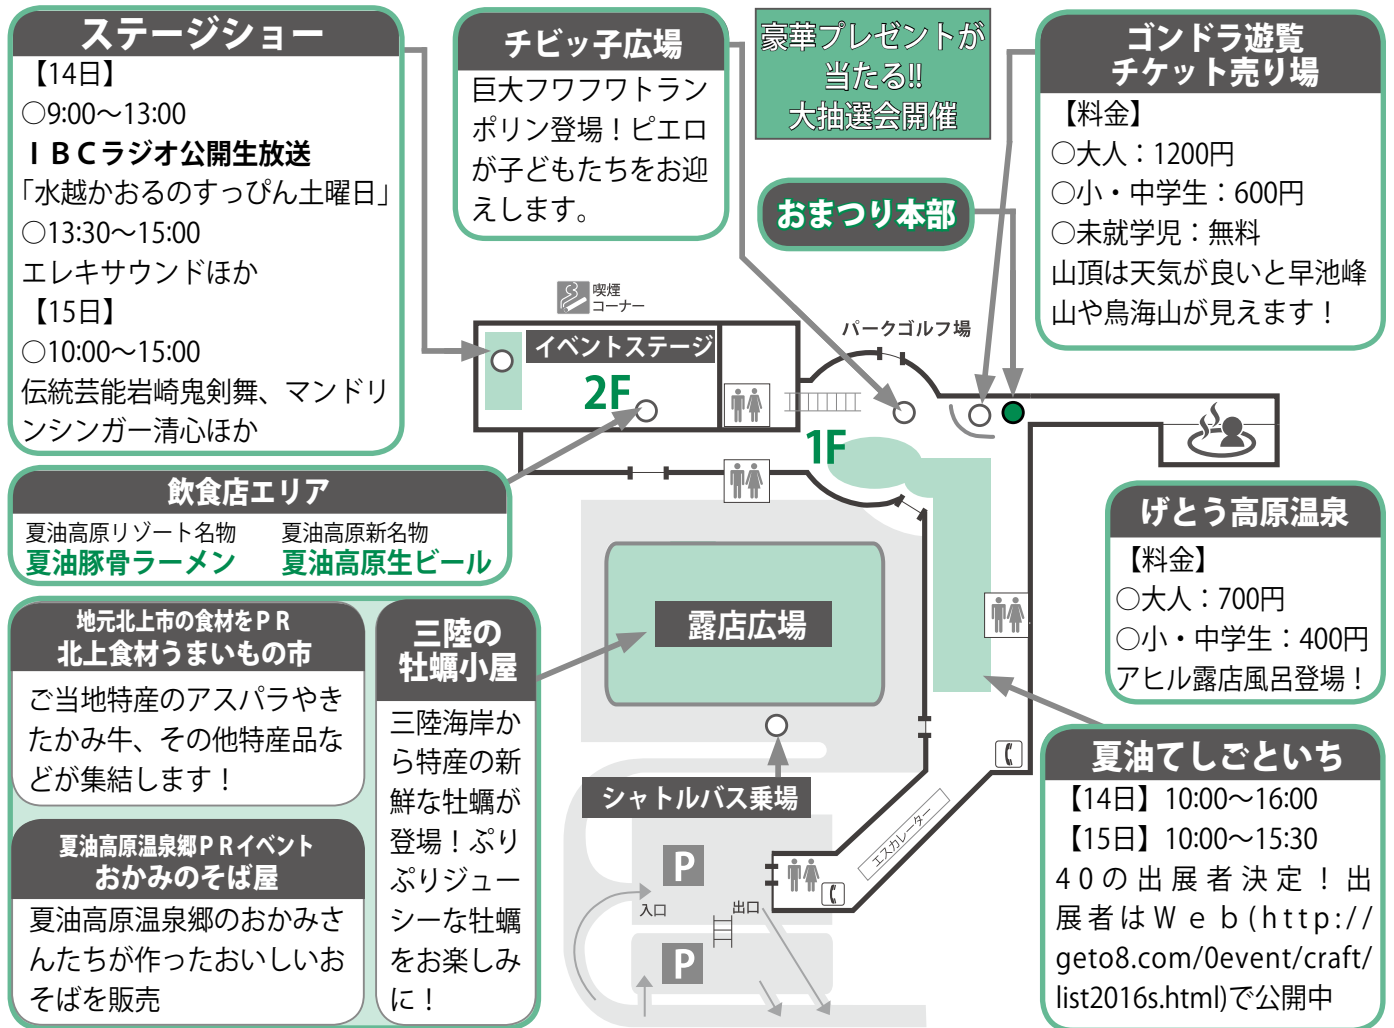 ステージショー
【14日】
○9:00〜13:00
ＩＢＣラジオ公開生放送
「水越かおるのすっぴん土曜日」
○13:30〜15:00
エレキサウンドほか
【15日】
○10:00〜15:00
伝統芸能岩崎鬼剣舞、マンドリ
ンシンガー清心ほか
チビッ子広場
巨大フワフワトラン
ポリン登場！ピエロ
が子どもたちをお迎
えします。
豪華プレゼントが
当たる!!
大抽選会開催
おまつり本部
ゴンドラ遊覧
チケット売り場
【料金】
○大人：1200円
○小・中学生：600円
○未就学児：無料
山頂は天気が良いと早池峰
山や鳥海山が見えます！
喫煙
コーナー
パークゴルフ場
イベントステージ
2F
1F
飲食店エリア
夏油高原リゾート名物
夏油豚骨ラーメン
夏油高原新名物
夏油高原生ビール
げとう高原温泉
【料金】
○大人：700円
○小・中学生：400円
アヒル露店風呂登場！
地元北上市の食材をＰＲ
北上食材うまいもの市
ご当地特産のアスパラやき
たかみ牛、その他特産品な
どが集結します！
夏油高原温泉郷ＰＲイベント
おかみのそば屋
夏油高原温泉郷のおかみさ
んたちが作ったおいしいお
そばを販売
三陸の
牡蠣小屋
三陸海岸か
ら特産の新
鮮な牡蠣が
登場！ぷり
ぷりジュー
シーな牡蠣
をお楽しみ
に！
露店広場
シャトルバス乗場
エスカレーター
P
入口
出口
P
夏油てしごといち
【14日】10:00〜16:00
【15日】10:00〜15:30
40の出展者決定！出
展者はＷｅｂ(http://
geto8.com/0event/craft/
list2016s.html)で公開中